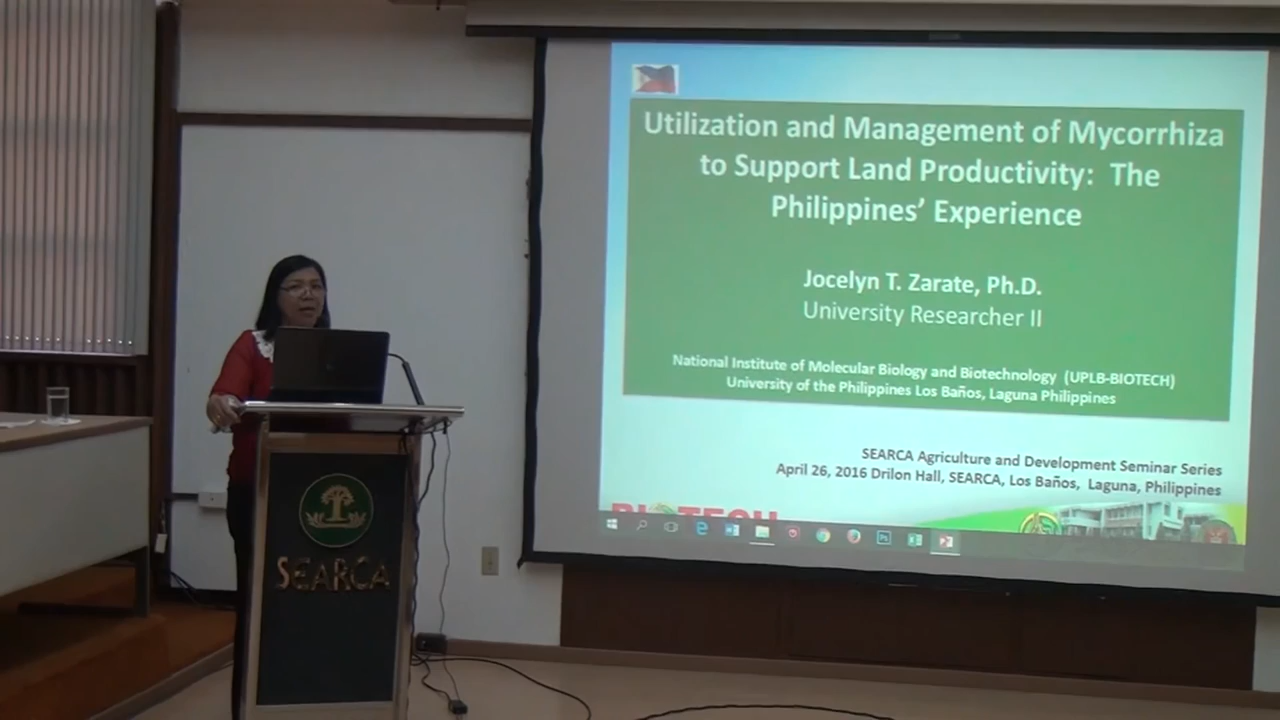 Utilization and Management of Mycorrhiza
to Support Land Productivity: The
Philippines' Experience
Jocelyn T. Zarate, Ph.D.
University Researcher II
National Institute of Molecular Biology and Biotechnology (UPLB-BIOTECH)
University of the Philippines Los Baños, Laguna Philippines
SEARCA Agriculture and Development Seminar Series
April 26, 2016 Drilon Hall, SEARCA, Los Baños, Laguna, Philippines
BIOTECH
SEARCA